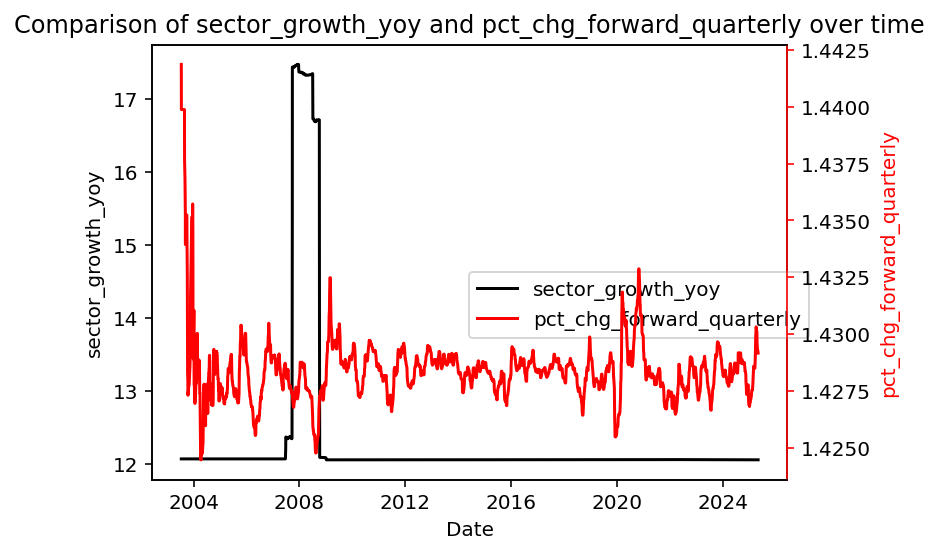 Comparison of sector_growth_yoy and pct_chg_forward_quarterly over time
sector_growth_yoy
17
16
15
14
13
12
sector_growth_yoy
pct_chg_forward_quarterly
1.4425
1.4400
1.4375
1.4350
1.4325
1.4300
1.4275
1.4250
pct_chg_forward_quarterly
2004 2008 2012 2016 2020 2024
Date